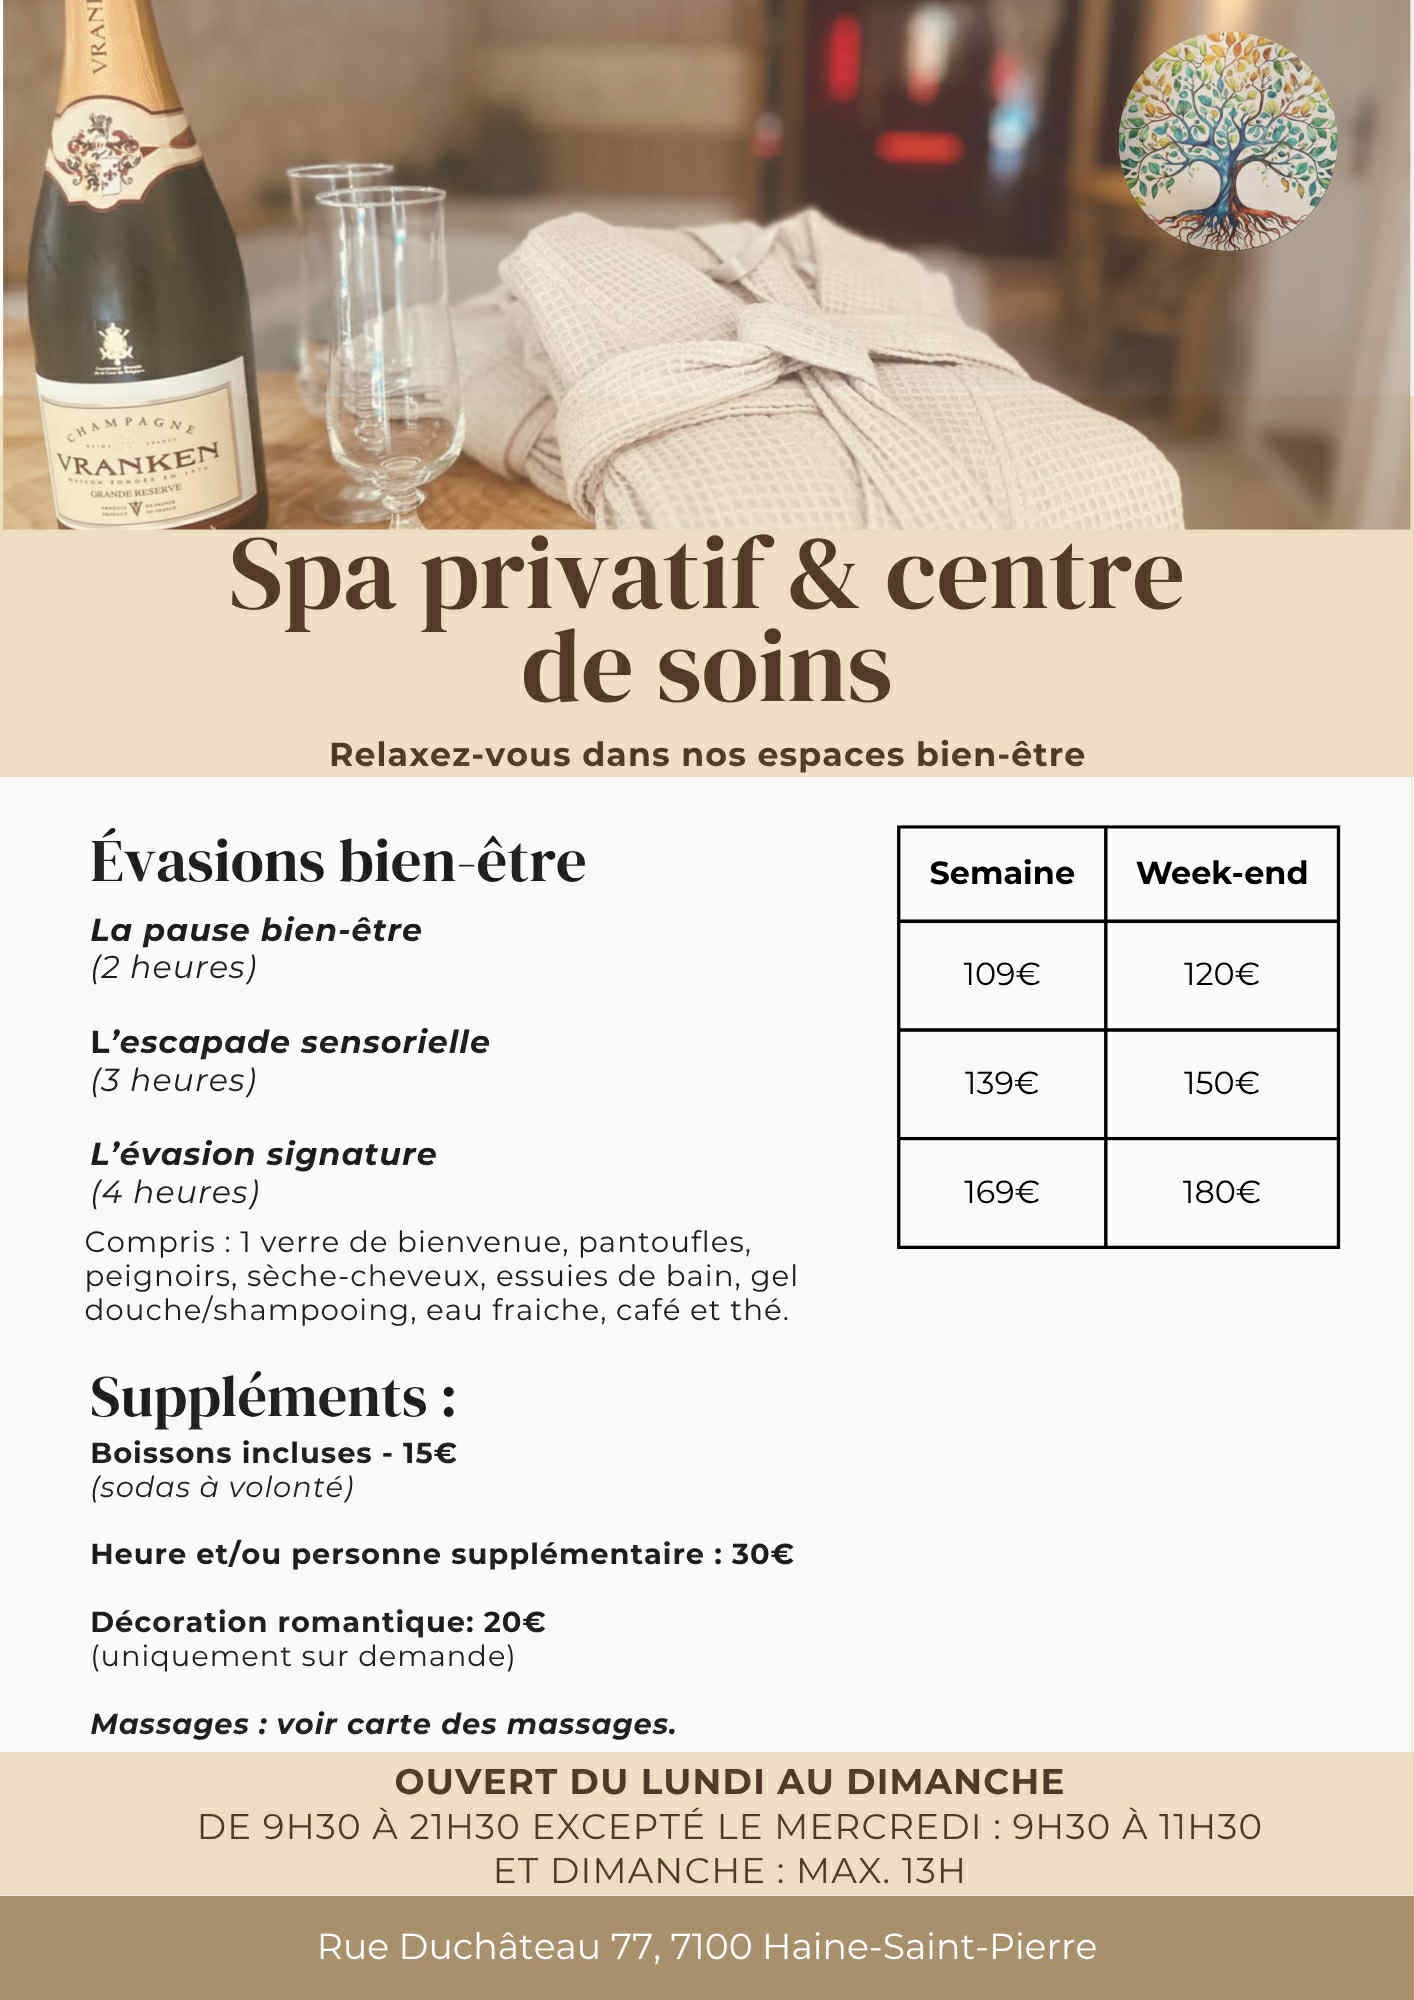 VRAN
CHAMPAGNE
VRANKEN
GRANDE RESERVE
Spa privatif & centre
de soins
Relaxez-vous dans nos espaces bien-être
Évasions bien-être
Semaine Week-end
La pause bien-être
(2 heures)
109€ 120€
L’escapade sensorielle
(3 heures)
139€ 150€
L’évasion signature
(4 heures)
169€ 180€
Compris : 1 verre de bienvenue, pantoufles,
peignoirs, sèche-cheveux, essuies de bain, gel
douche/shampooing, eau fraiche, café et thé.
Suppléments :
Boissons incluses - 15€
(sodas à volonté)
Heure et/ou personne supplémentaire : 30€
Décoration romantique: 20€
(uniquement sur demande)
Massages : voir carte des massages.
OUVERT DU LUNDI AU DIMANCHE
DE 9H30 À 21H30 EXCEPTÉ LE MERCREDI : 9H30 À 11H30
ET DIMANCHE : MAX. 13H
Rue Duchâteau 77, 7100 Haine-Saint-Pierre